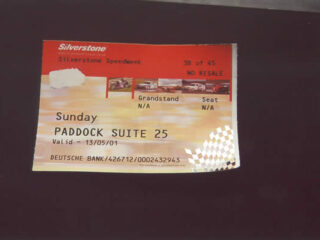 Silverstone
Silverstone Speedweek
38 of 45
NO RESALE
Grandstand
Seat
N/A
N/A
Sunday
PADDOCK SUITE 25
Valid - 13/05/01
DEUTSCHE BANK/426712/0002432943